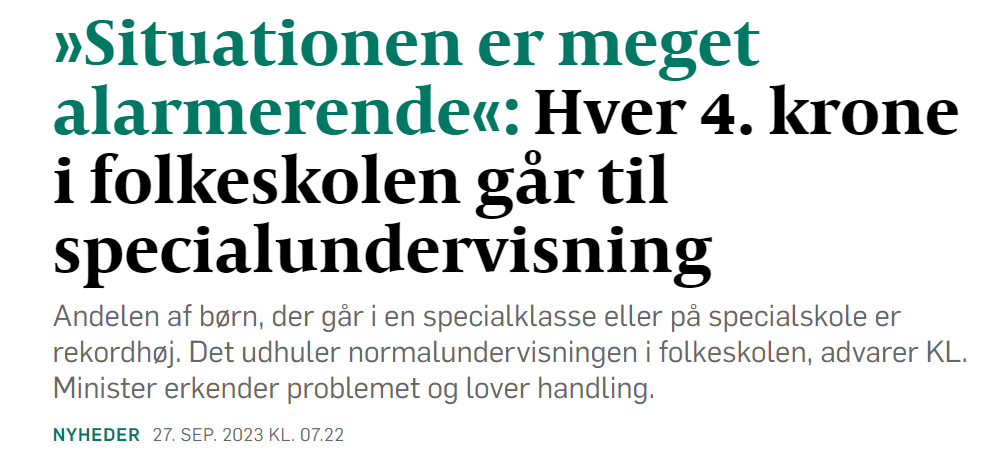 »Situationen er meget
alarmerende«: Hver 4. krone
i folkeskolen går til
specialundervisning
Andelen af børn, der går i en specialklasse eller på specialskole er
rekordhøj. Det udhuler normalundervisningen i folkeskolen, advarer KL.
Minister erkender problemet og lover handling.
NYHEDER 27. SEP. 2023 KL. 07.22